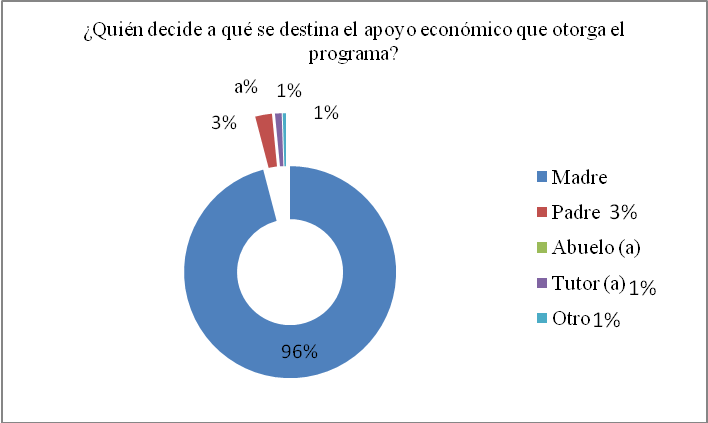 ¿Quién decide a qué se destina el apoyo económico que otorga el
programa?
a%
1%
3%
1%
96%
Madre
Padre 3%
Abuelo (a)
Tutor (a) 1%
Otro 1%